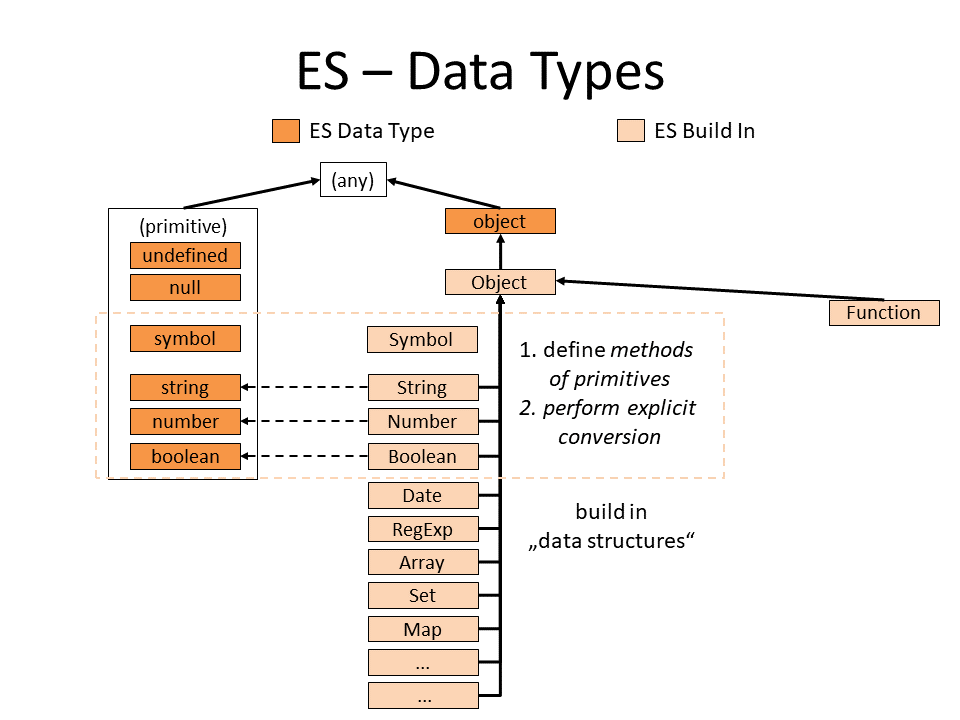 ES – Data Types
ES Data Type
ES Build In
(any)
(primitive)
undefined
null
symbol
string
number
boolean
object
Object
Function
Symbol
String
Number
Boolean
1. define methods
of primitives
2. perform explicit
conversion
Date
RegExp
Array
Set
Map
...
...
build in
„data structures“